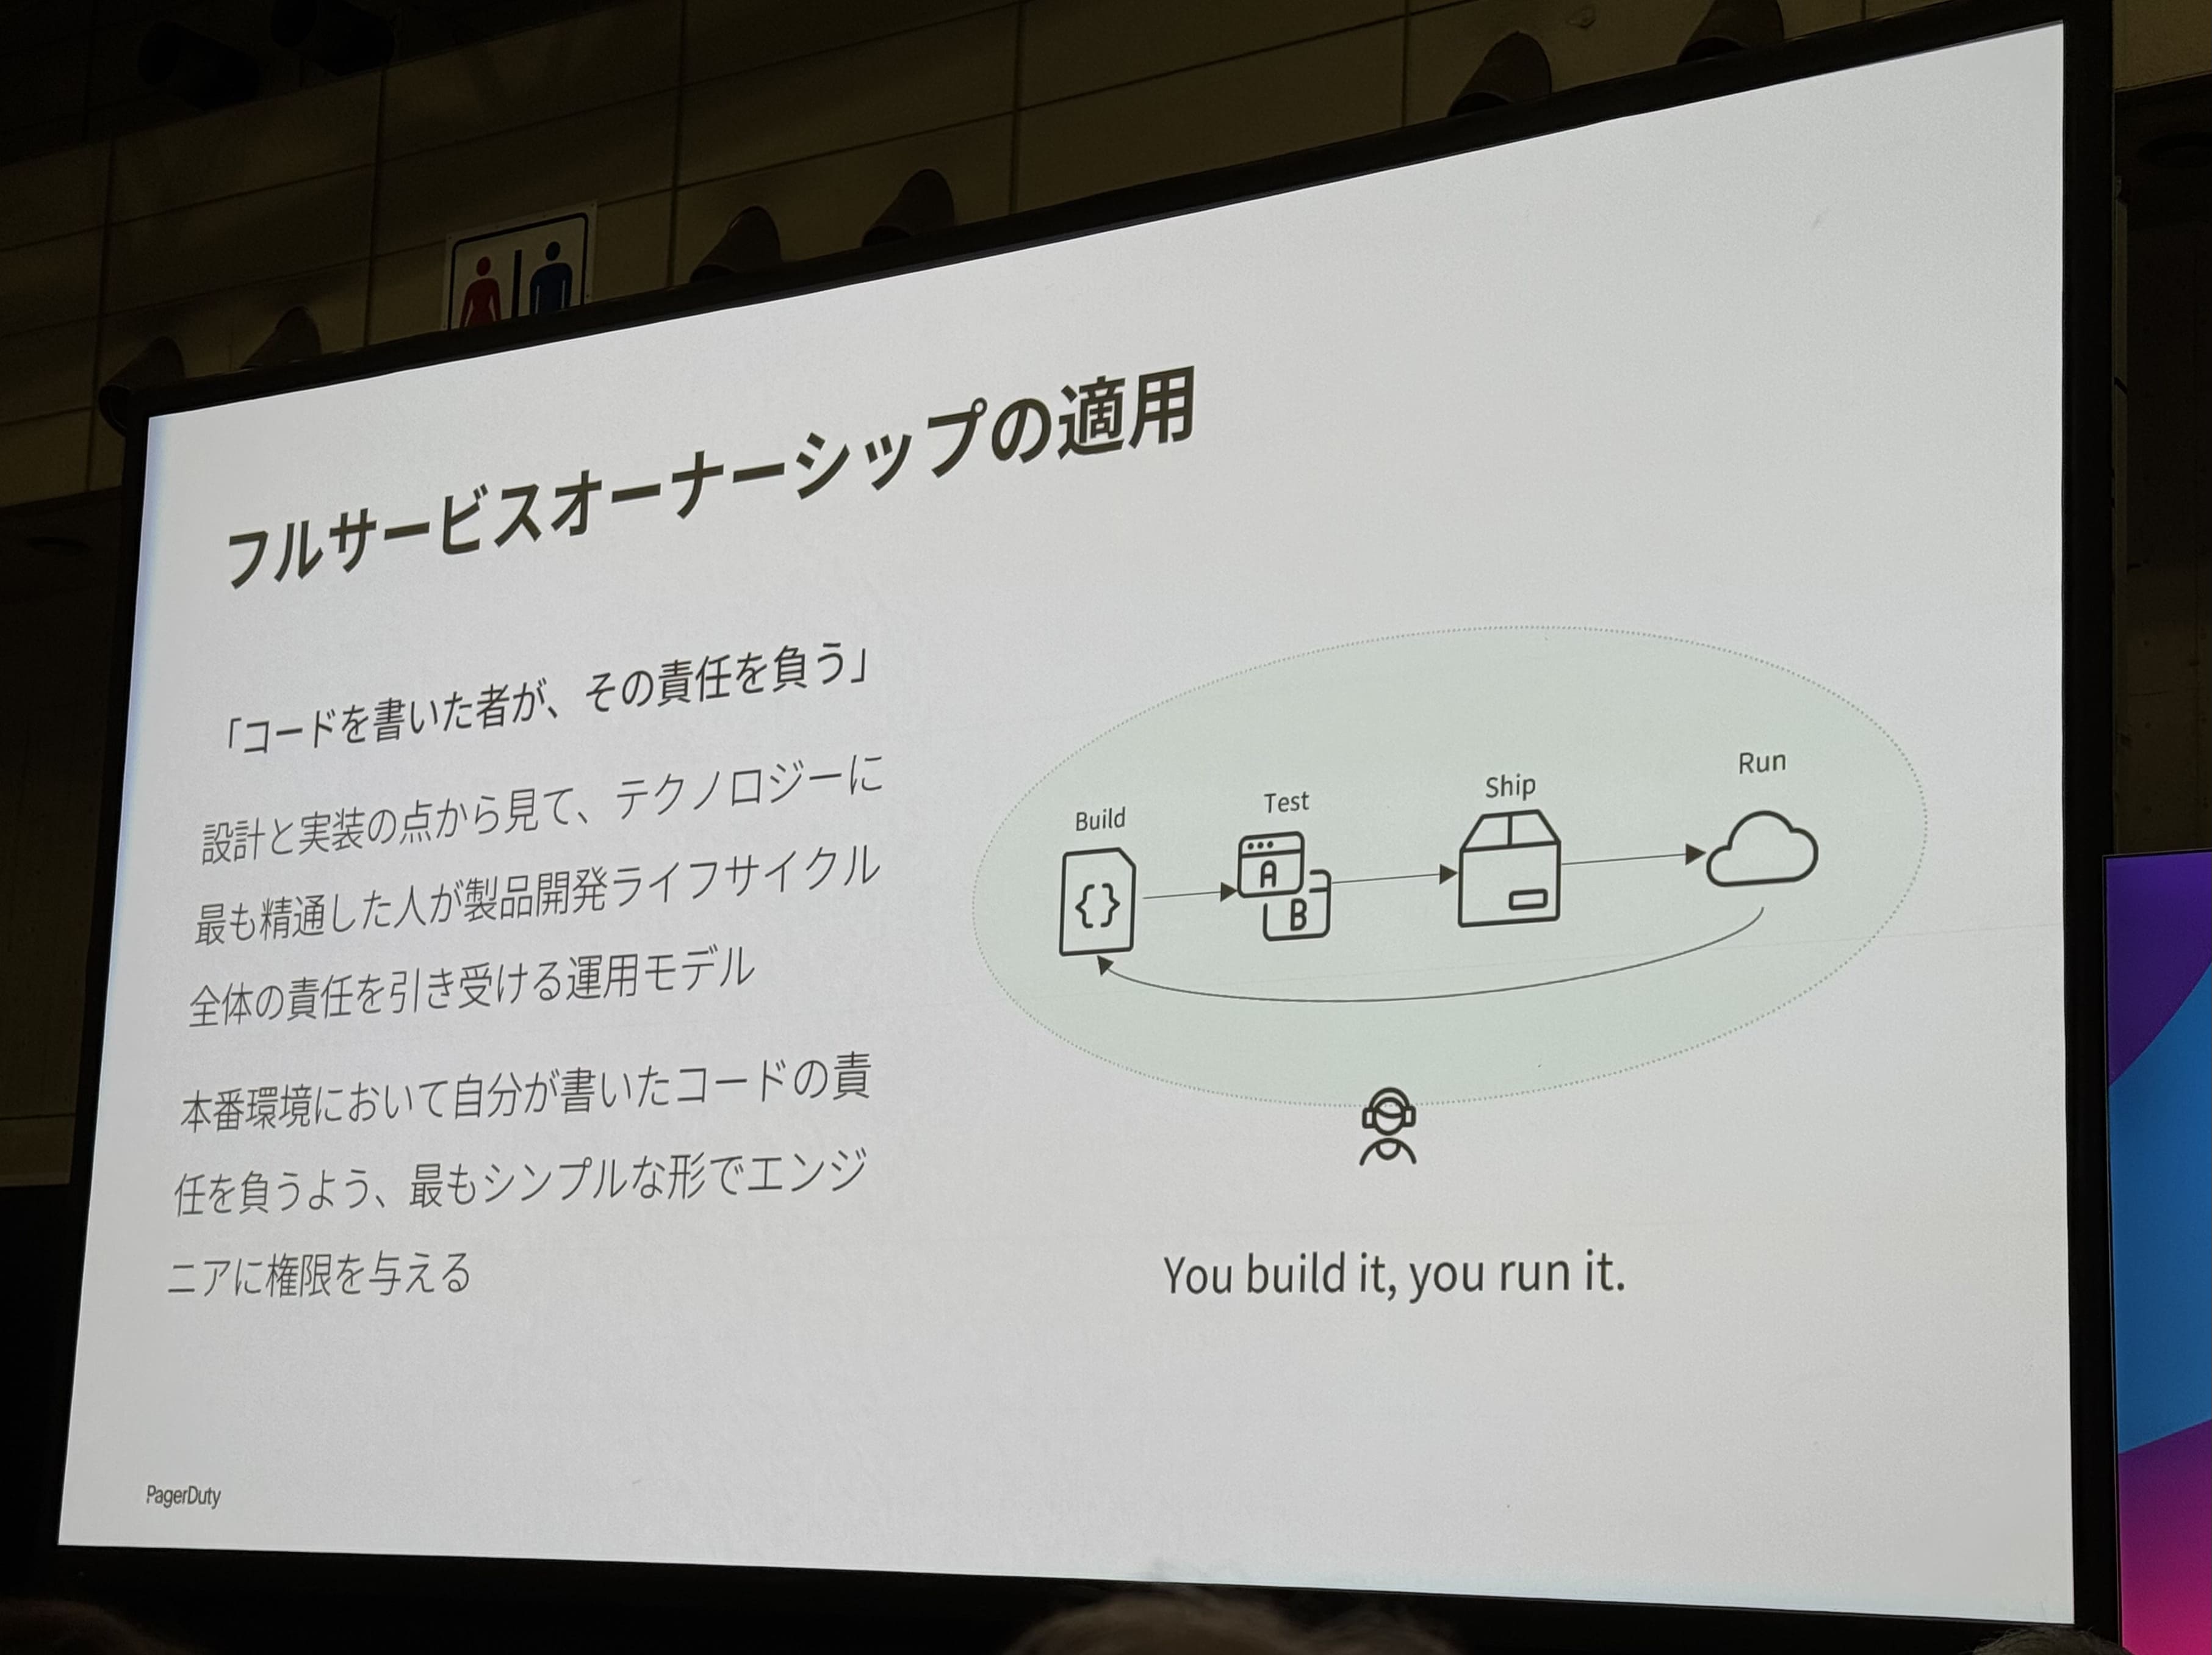 フルサービスオーナーシップの適用
「コードを書いた者が、その責任を負う」
設計と実装の点から見て、テクノロジーに
最も精通した人が製品開発ライフサイクル
全体の責任を引き受ける運用モデル
本番環境において自分が書いたコードの責
任を負うよう、最もシンプルな形でエンジ
ニアに権限を与える
Build
Test
Ship
Run
{}
A
B
You build it, you run it.
PagerDuty